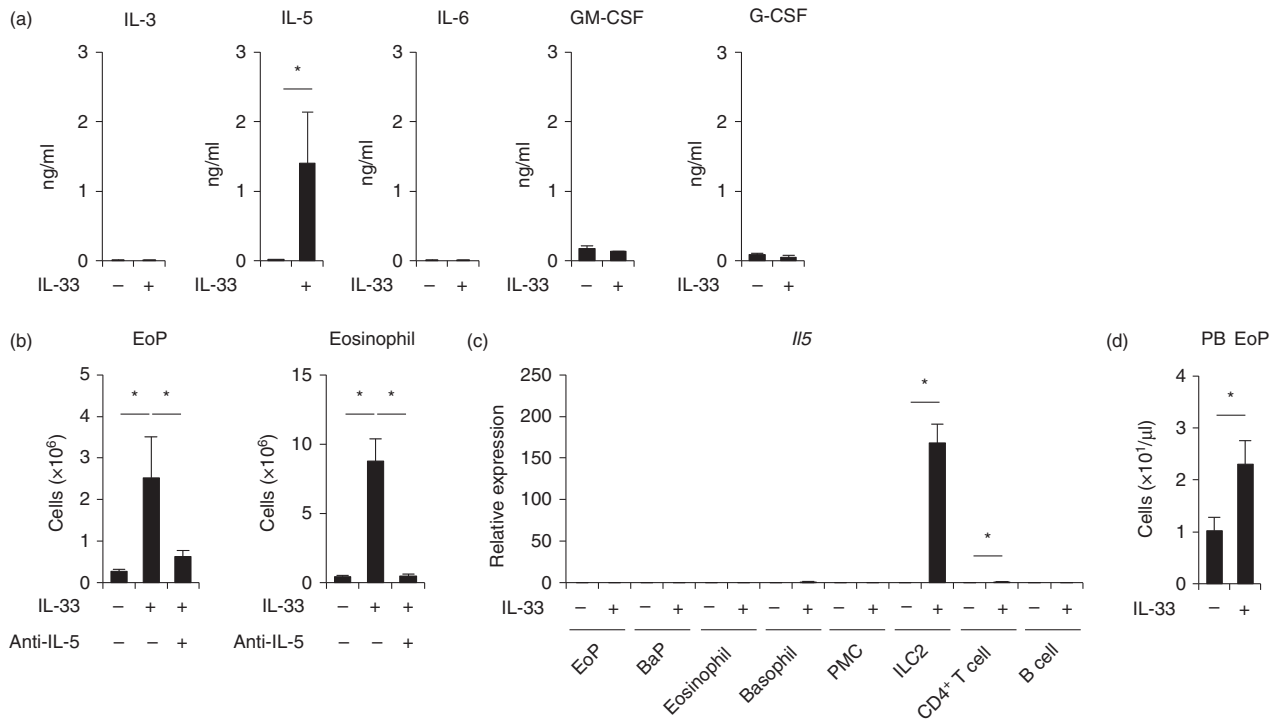 (a) IL-3 IL-5 IL-6 GM-CSF G-CSF
3 3 3 3 3
* 
2 2 2 2 2
ng/ml ng/ml ng/ml ng/ml ng/ml
1 1 1 1 1
0 0 0 0 0
IL-33 – + IL-33 + IL-33 – + IL-33 – + IL-33 – +
(b) EoP Eosinophil (c) Il5 (d) PB EoP
5 15 250 4
* * * * * *
4 200 3
3 10 150
Cells (×10⁶) Cells (×10⁶) Relative expression Cells (×10¹/µl)
2 5 100 2
1 50 1
*
0 0 0 0
IL-33 – + + IL-33 – + + IL-33 – + – + – + – + – + – + – + – + IL-33 – +
Anti-IL-5 – – + Anti-IL-5 – – +
EoP BaP Eosinophil Basophil PMC ILC2 CD4⁺ T cell B cell